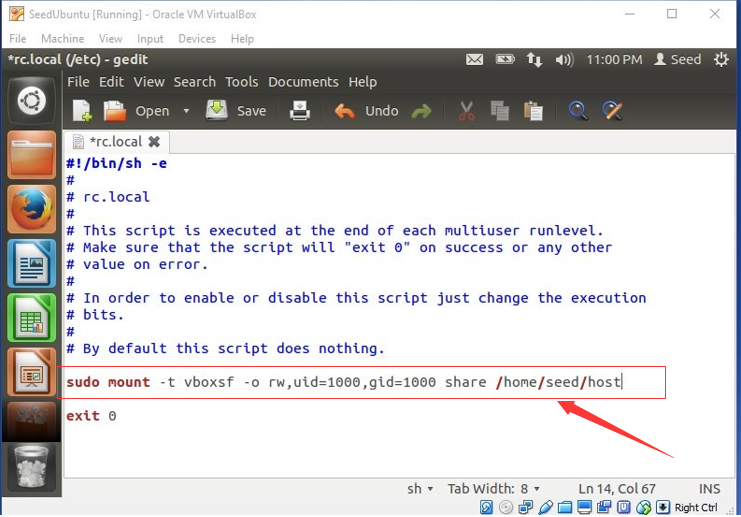 SeedUbuntu [Running] - Oracle VM VirtualBox
File Machine View Input Devices Help
*rc.local (/etc) - gedit 11:00 PM Seed
File Edit View Search Tools Documents Help
Open Save Undo
*rc.local
#!/bin/sh -e
#
# rc.local
#
# This script is executed at the end of each multiuser runlevel.
# Make sure that the script will "exit 0" on success or any other
# value on error.
#
# In order to enable or disable this script just change the execution
# bits.
#
# By default this script does nothing.
sudo mount -t vboxsf -o rw,uid=1000,gid=1000 share /home/seed/host
exit 0
sh Tab Width: 8 Ln 14, Col 67 INS
Right Ctrl